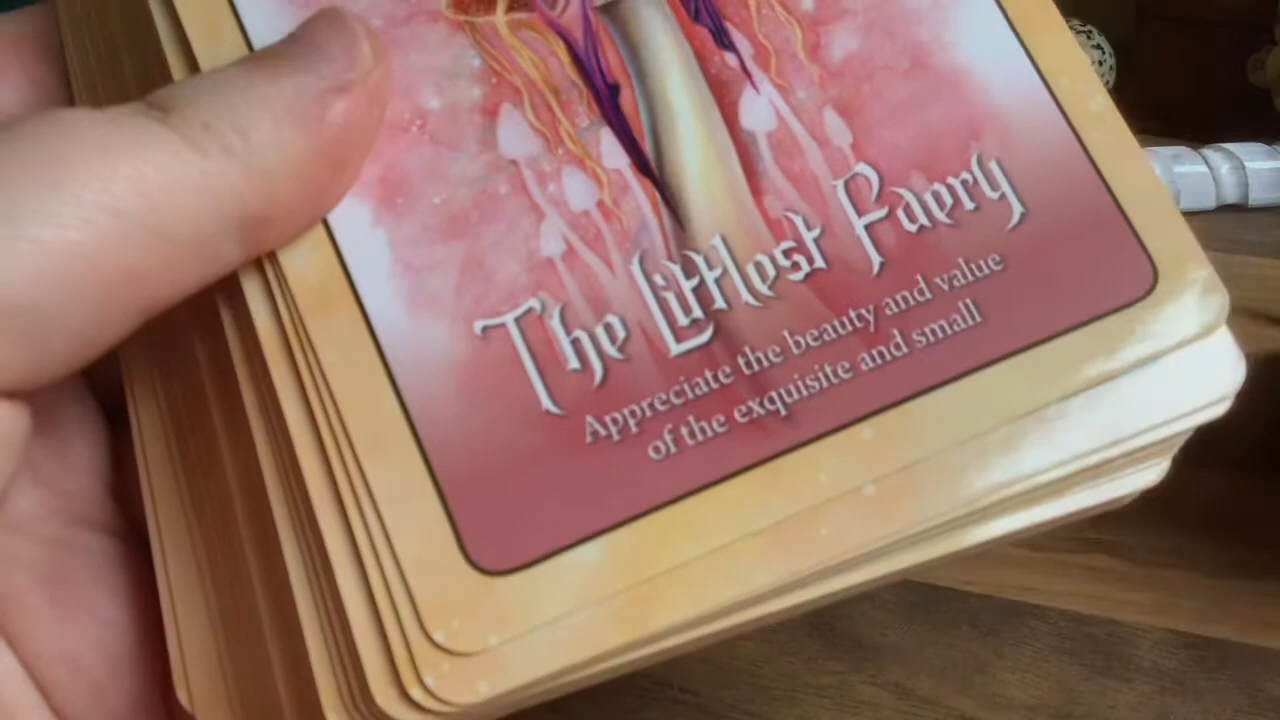 The Littlest Faery
Appreciate the beauty and value
of the exquisite and small